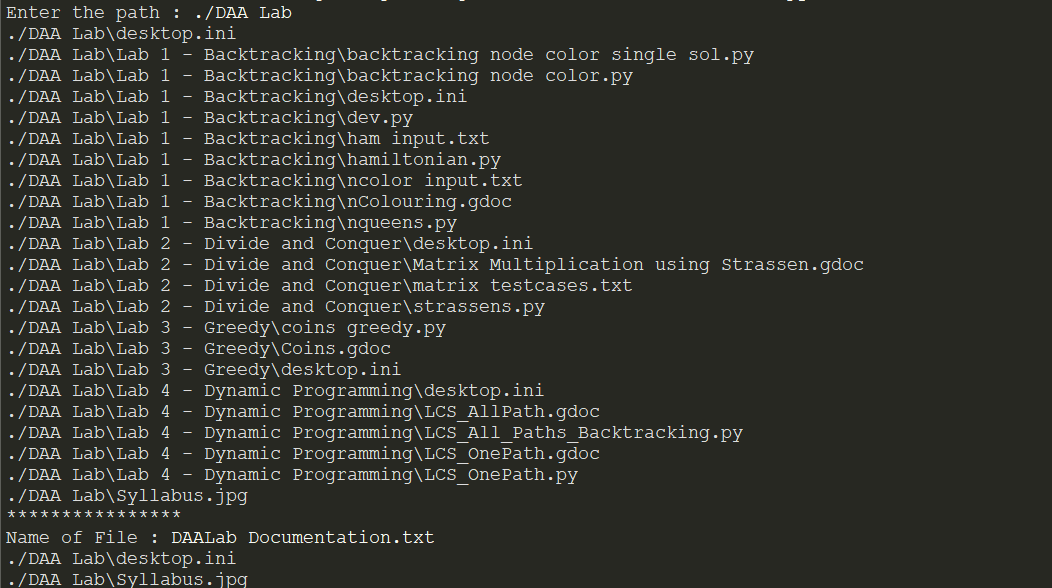 Enter the path : ./DAA Lab
./DAA Lab\desktop.ini
./DAA Lab\Lab 1 - Backtracking\backtracking node color single sol.py
./DAA Lab\Lab 1 - Backtracking\backtracking node color.py
./DAA Lab\Lab 1 - Backtracking\desktop.ini
./DAA Lab\Lab 1 - Backtracking\dev.py
./DAA Lab\Lab 1 - Backtracking\ham input.txt
./DAA Lab\Lab 1 - Backtracking\hamiltonian.py
./DAA Lab\Lab 1 - Backtracking\ncolor input.txt
./DAA Lab\Lab 1 - Backtracking\nColouring.gdoc
./DAA Lab\Lab 1 - Backtracking\nqueens.py
./DAA Lab\Lab 2 - Divide and Conquer\desktop.ini
./DAA Lab\Lab 2 - Divide and Conquer\Matrix Multiplication using Strassen.gdoc
./DAA Lab\Lab 2 - Divide and Conquer\matrix testcases.txt
./DAA Lab\Lab 2 - Divide and Conquer\strassens.py
./DAA Lab\Lab 3 - Greedy\coins greedy.py
./DAA Lab\Lab 3 - Greedy\Coins.gdoc
./DAA Lab\Lab 3 - Greedy\desktop.ini
./DAA Lab\Lab 4 - Dynamic Programming\desktop.ini
./DAA Lab\Lab 4 - Dynamic Programming\LCS_AllPath.gdoc
./DAA Lab\Lab 4 - Dynamic Programming\LCS_All_Paths_Backtracking.py
./DAA Lab\Lab 4 - Dynamic Programming\LCS_OnePath.gdoc
./DAA Lab\Lab 4 - Dynamic Programming\LCS_OnePath.py
./DAA Lab\Syllabus.jpg
****************
Name of File : DAALab Documentation.txt
./DAA Lab\desktop.ini
./DAA Lab\Syllabus.jpg